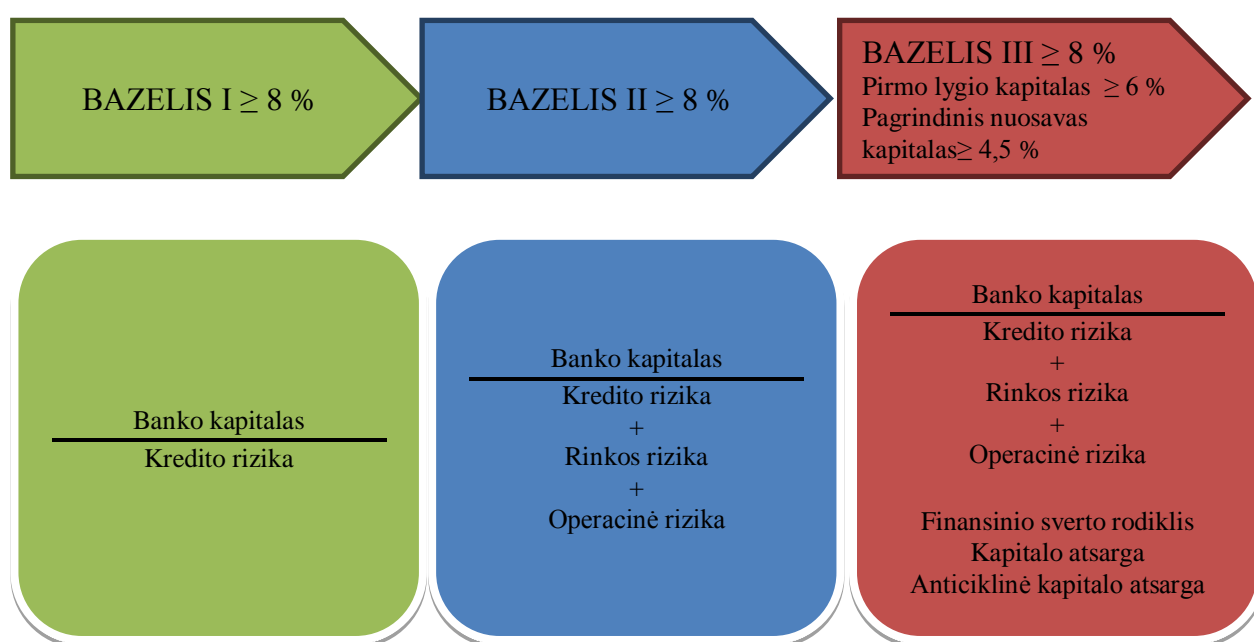 BAZELIS I ≥ 8 %
BAZELIS II ≥ 8 %
BAZELIS III ≥ 8 %
Pirmo lygio kapitalas ≥ 6 %
Pagrindinis nuosavas
kapitalas≥ 4,5 %
Banko kapitalas
Kredito rizika
Banko kapitalas
Kredito rizika
+
Rinkos rizika
+
Operacinė rizika
Banko kapitalas
Kredito rizika
+
Rinkos rizika
+
Operacinė rizika
Finansinio sverto rodiklis
Kapitalo atsarga
Anticiklinė kapitalo atsarga